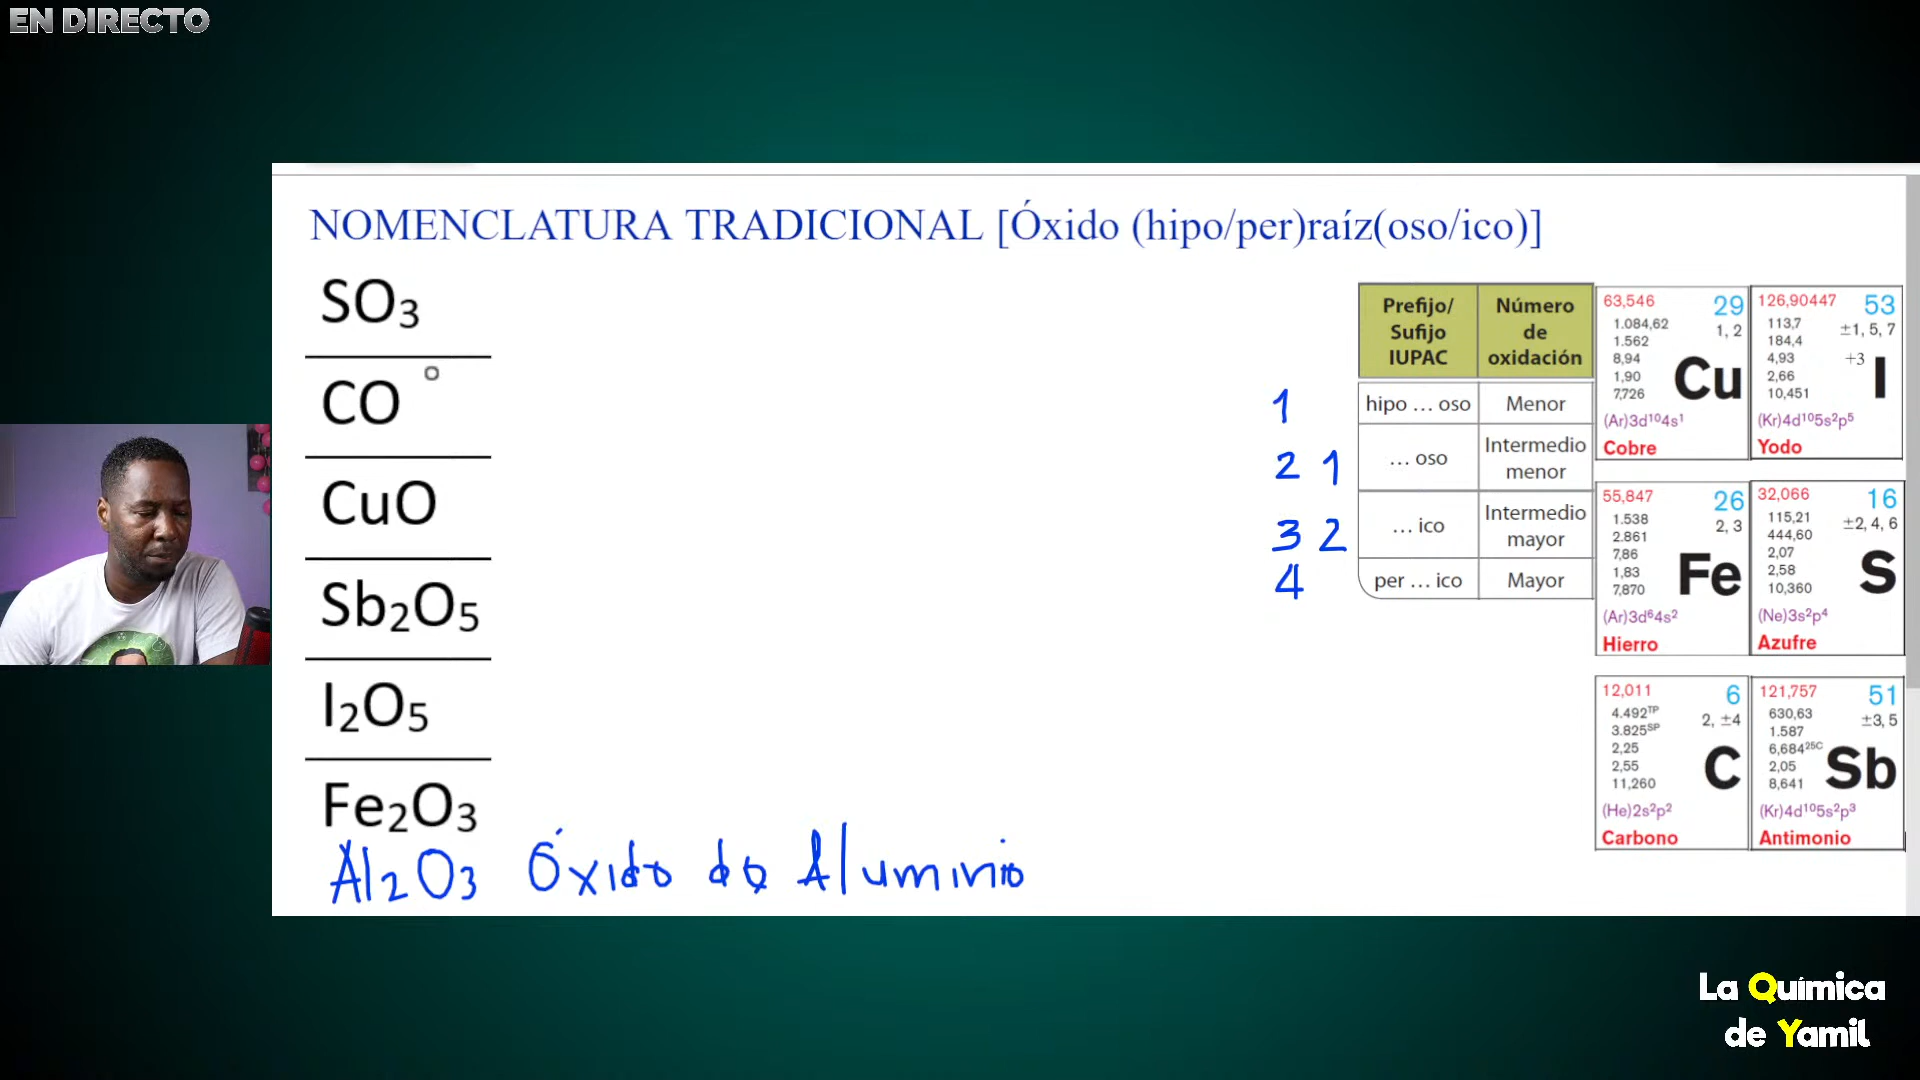 EN DIRECTO
NOMENCLATURA TRADICIONAL [Óxido (hipo/per)raíz(oso/ico)]
SO₃
CO
CuO
Sb₂O₅
I₂O₅
Fe₂O₃
Al₂O₃ Óxido de Aluminio
Prefijo/ Número
Sufijo de
IUPAC oxidación
1 hipo ... oso Menor
2 1 ... oso Intermedio menor
3 2 ... ico Intermedio mayor
4 per ... ico Mayor
63,546 29
1.084,62 1, 2
1.562
8,94
1,90
7,726
Cu
(Ar)3d¹⁰4s¹
Cobre
126,90447 53
113,7 ±1, 5, 7
184,4
4,93 +3
2,66
10,451
I
(Kr)4d¹⁰5s²p⁵
Yodo
55,847 26
1.538 2, 3
2.861
7,86
1,83
7,870
Fe
(Ar)3d⁶4s²
Hierro
32,066 16
115,21 ±2, 4, 6
444,60
2,07
2,58
10,360
S
(Ne)3s²p⁴
Azufre
12,011 6
4.492ᵀᴾ 2, ±4
3.825ˢᴾ
2,25
2,55
11,260
C
(He)2s²p²
Carbono
121,757 51
630,63 ±3, 5
1.587
6,684²⁵ᶜ
2,05
8,641
Sb
(Kr)4d¹⁰5s²p³
Antimonio
La Química
de Yamil